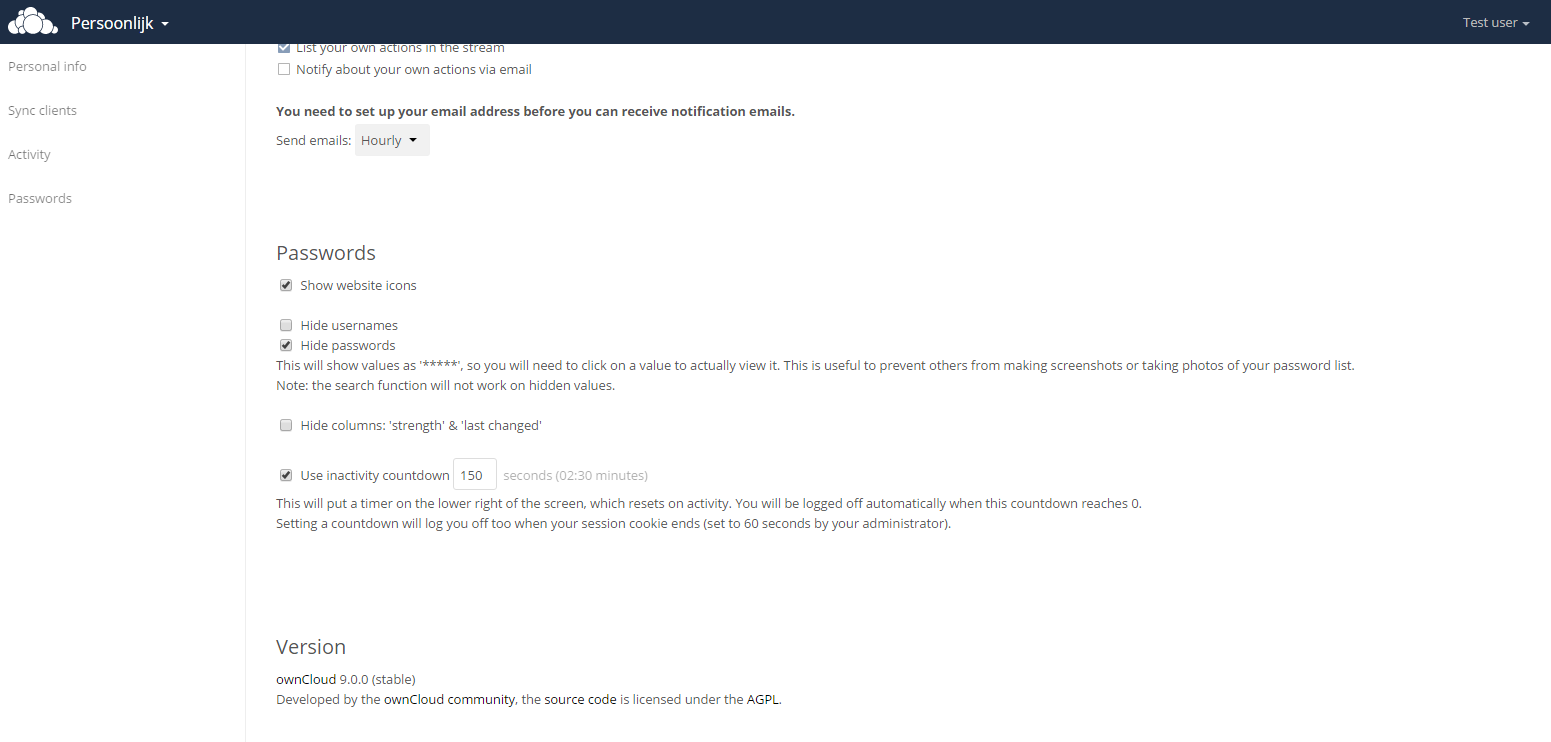 Persoonlijk
Test user
Personal info
Sync clients
Activity
Passwords
List your own actions in the stream
Notify about your own actions via email
You need to set up your email address before you can receive notification emails.
Send emails: Hourly
Passwords
Show website icons
Hide usernames
Hide passwords
This will show values as '*****', so you will need to click on a value to actually view it. This is useful to prevent others from making screenshots or taking photos of your password list.
Note: the search function will not work on hidden values.
Hide columns: 'strength' & 'last changed'
Use inactivity countdown 150 seconds (02:30 minutes)
This will put a timer on the lower right of the screen, which resets on activity. You will be logged off automatically when this countdown reaches 0.
Setting a countdown will log you off too when your session cookie ends (set to 60 seconds by your administrator).
Version
ownCloud 9.0.0 (stable)
Developed by the ownCloud community, the source code is licensed under the AGPL.